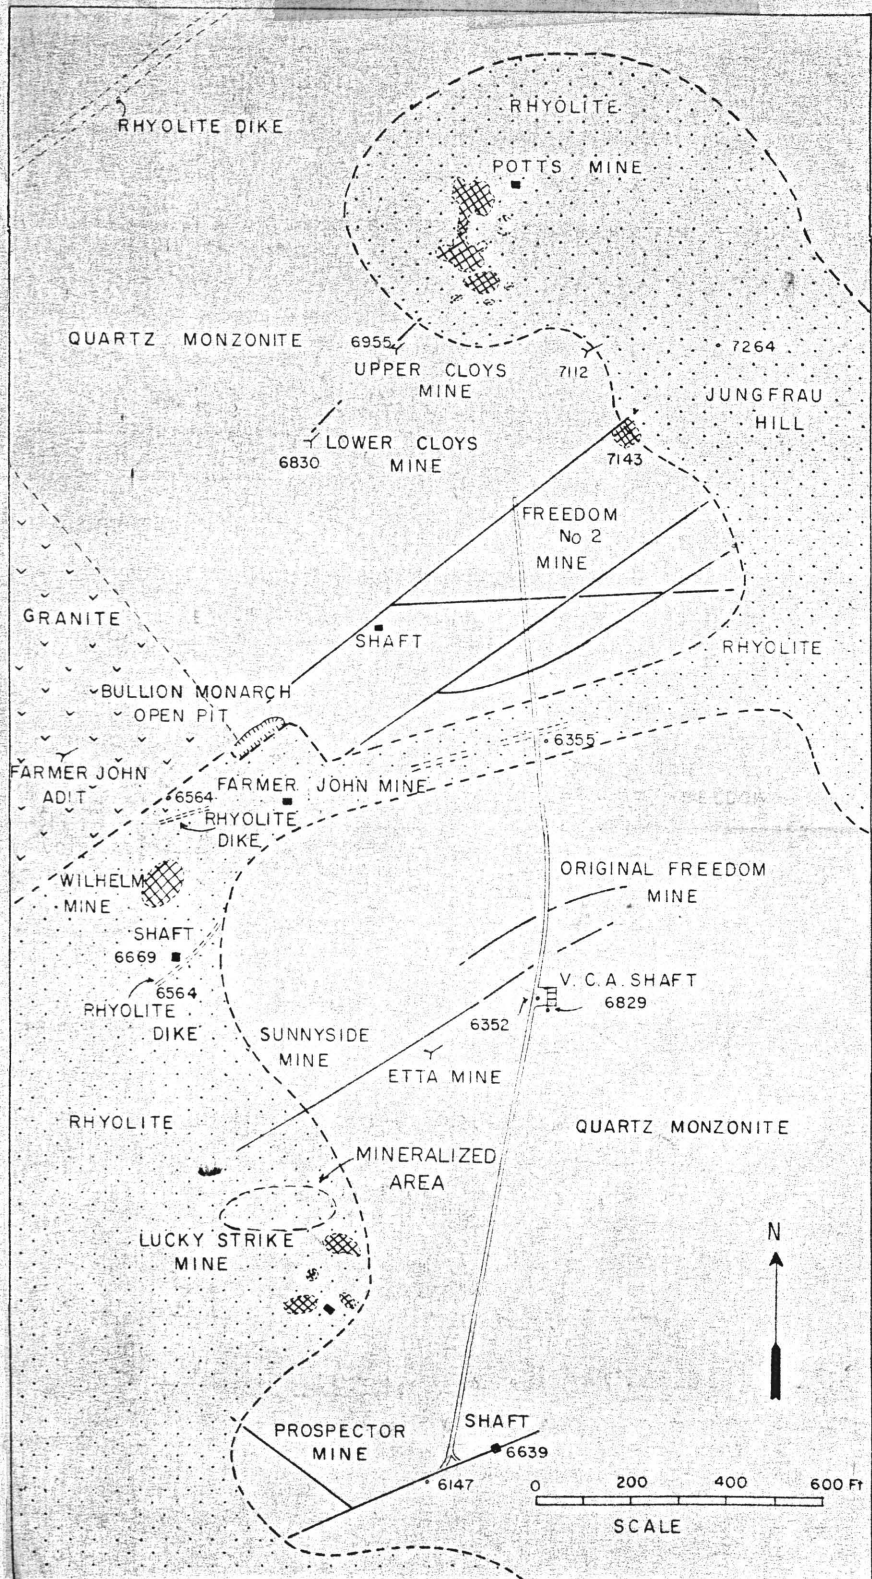 RHYOLITE DIKE
RHYOLITE
POTTS MINE
QUARTZ MONZONITE
6955
UPPER CLOYS
MINE
7112
7264
JUNGFRAU
HILL
LOWER CLOYS
MINE
6830
7143
FREEDOM
No 2
MINE
GRANITE
SHAFT
RHYOLITE
BULLION MONARCH
OPEN PIT
6355
FARMER JOHN
ADIT
6564
FARMER JOHN MINE
RHYOLITE
DIKE
WILHELM
MINE
ORIGINAL FREEDOM
MINE
SHAFT
6669
6564
RHYOLITE
DIKE
V. C. A. SHAFT
6829
6352
SUNNYSIDE
MINE
ETTA MINE
RHYOLITE
QUARTZ MONZONITE
MINERALIZED
AREA
LUCKY STRIKE
MINE
N
PROSPECTOR
MINE
SHAFT
6639
6147
0 200 400 600 Ft
SCALE